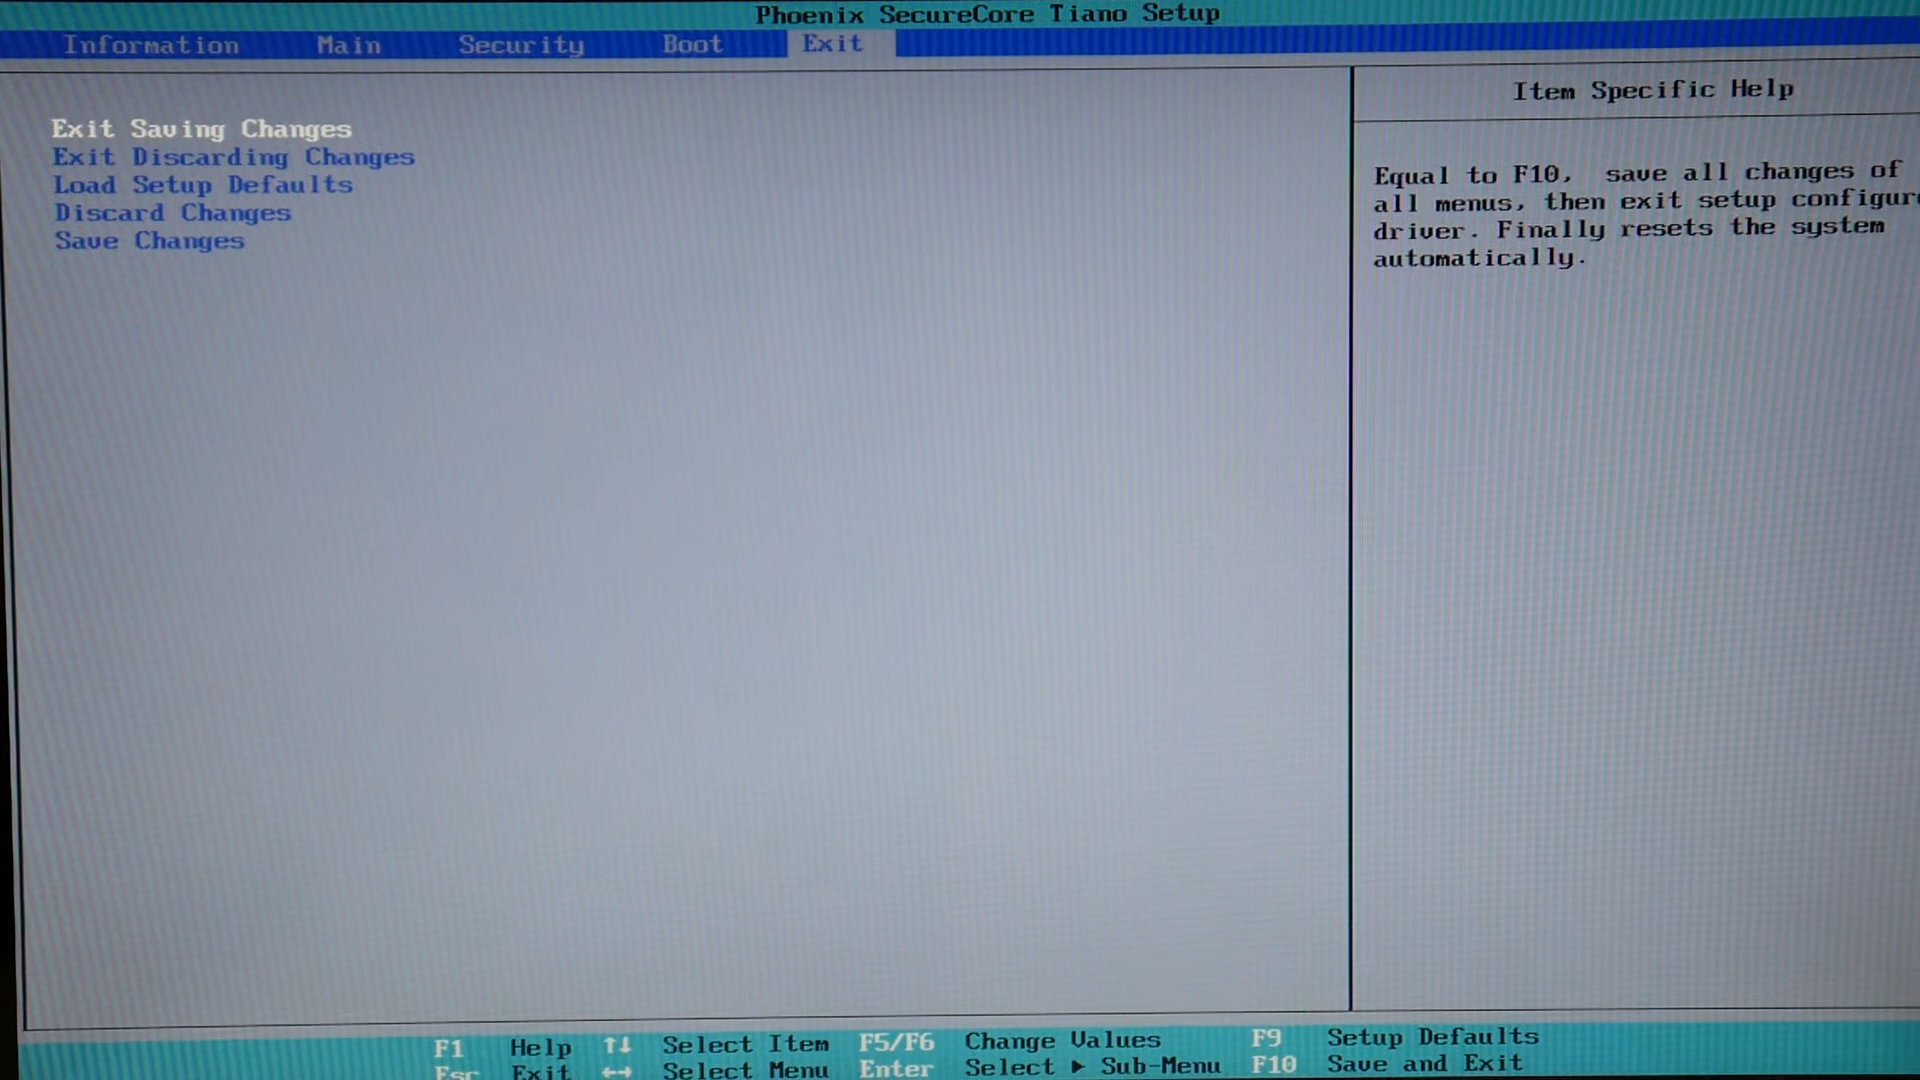 Phoenix SecureCore Tiano Setup
Information Main Security Boot Exit
Item Specific Help
Exit Saving Changes
Exit Discarding Changes
Load Setup Defaults
Discard Changes
Save Changes
Equal to F10, save all changes of
all menus, then exit setup configur
driver. Finally resets the system
automatically.
F1 Help ↑↓ Select Item F5/F6 Change Values F9 Setup Defaults
Esc Exit ←→ Select Menu Enter Select ▶ Sub-Menu F10 Save and Exit